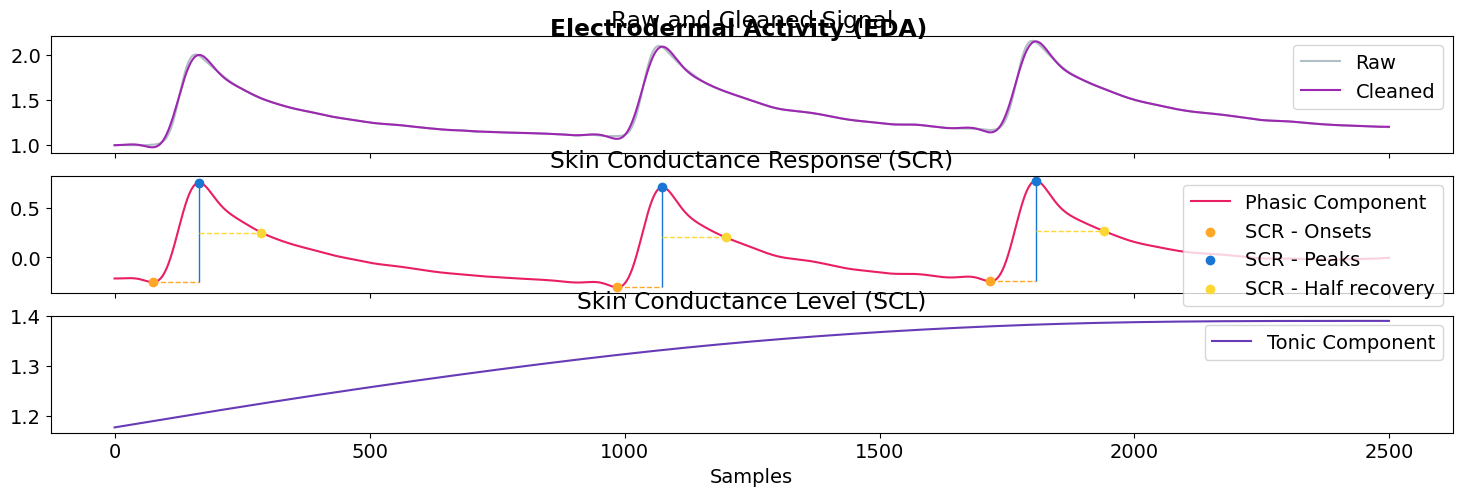 Raw and Cleaned Signal
Electrodermal Activity (EDA)
2.0
1.5
1.0
Raw
Cleaned
Skin Conductance Response (SCR)
0.5
0.0
Phasic Component
SCR - Onsets
SCR - Peaks
SCR - Half recovery
Skin Conductance Level (SCL)
1.4
1.3
1.2
Tonic Component
0 500 1000 1500 2000 2500
Samples